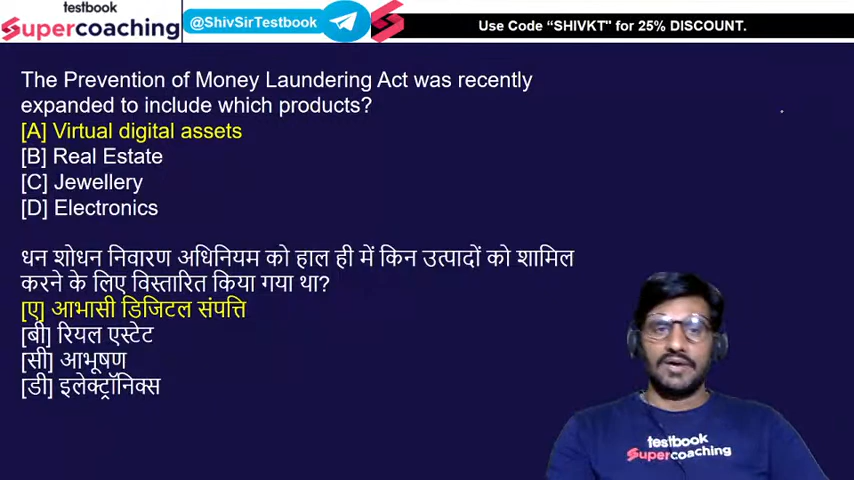 testbook
Supercoaching
@ShivSirTestbook
Use Code “SHIVKT" for 25% DISCOUNT.
The Prevention of Money Laundering Act was recently
expanded to include which products?
[A] Virtual digital assets
[B] Real Estate
[C] Jewellery
[D] Electronics
धन शोधन निवारण अधिनियम को हाल ही में किन उत्पादों को शामिल
करने के लिए विस्तारित किया गया था?
[ए] आभासी डिजिटल संपत्ति
[बी] रियल एस्टेट
[सी] आभूषण
[डी] इलेक्ट्रॉनिक्स
testbook
Supercoaching